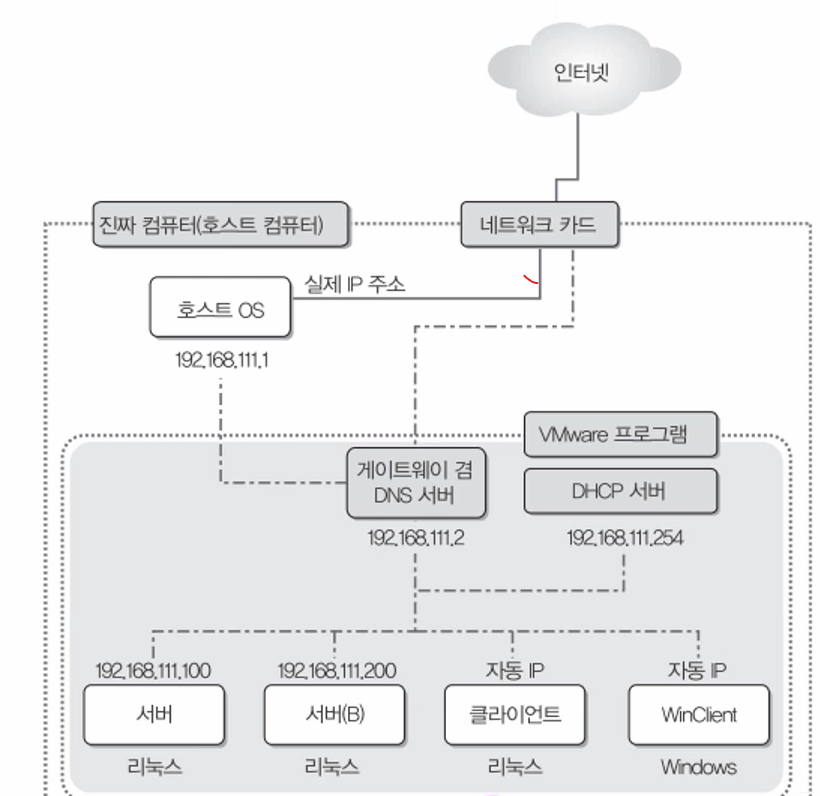 인터넷
진짜 컴퓨터(호스트 컴퓨터)
네트워크 카드
실제 IP 주소
호스트 OS
192.168.111.1
VMware 프로그램
게이트웨이 겸
DNS 서버
DHCP 서버
192.168.111.2
192.168.111.254
192.168.111.100
192.168.111.200
자동 IP
자동 IP
서버
서버(B)
클라이언트
WinClient
리눅스
리눅스
리눅스
Windows